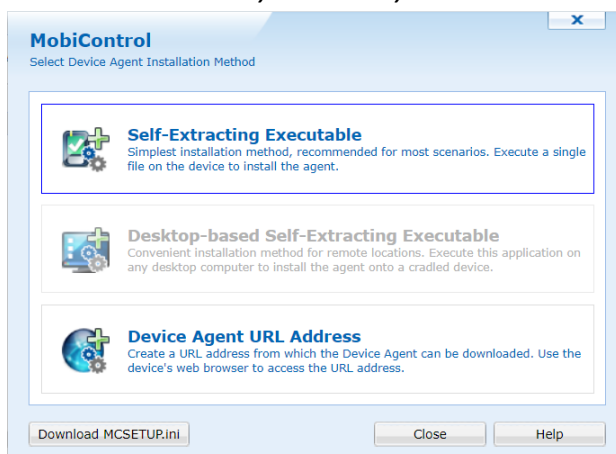 x
MobiControl
Select Device Agent Installation Method
Self-Extracting Executable
Simplest installation method, recommended for most scenarios. Execute a single
file on the device to install the agent.
Desktop-based Self-Extracting Executable
Convenient installation method for remote locations. Execute this application on
any desktop computer to install the agent onto a cradled device.
Device Agent URL Address
Create a URL address from which the Device Agent can be downloaded. Use the
device's web browser to access the URL address.
Download MCSETUP.ini
Close
Help